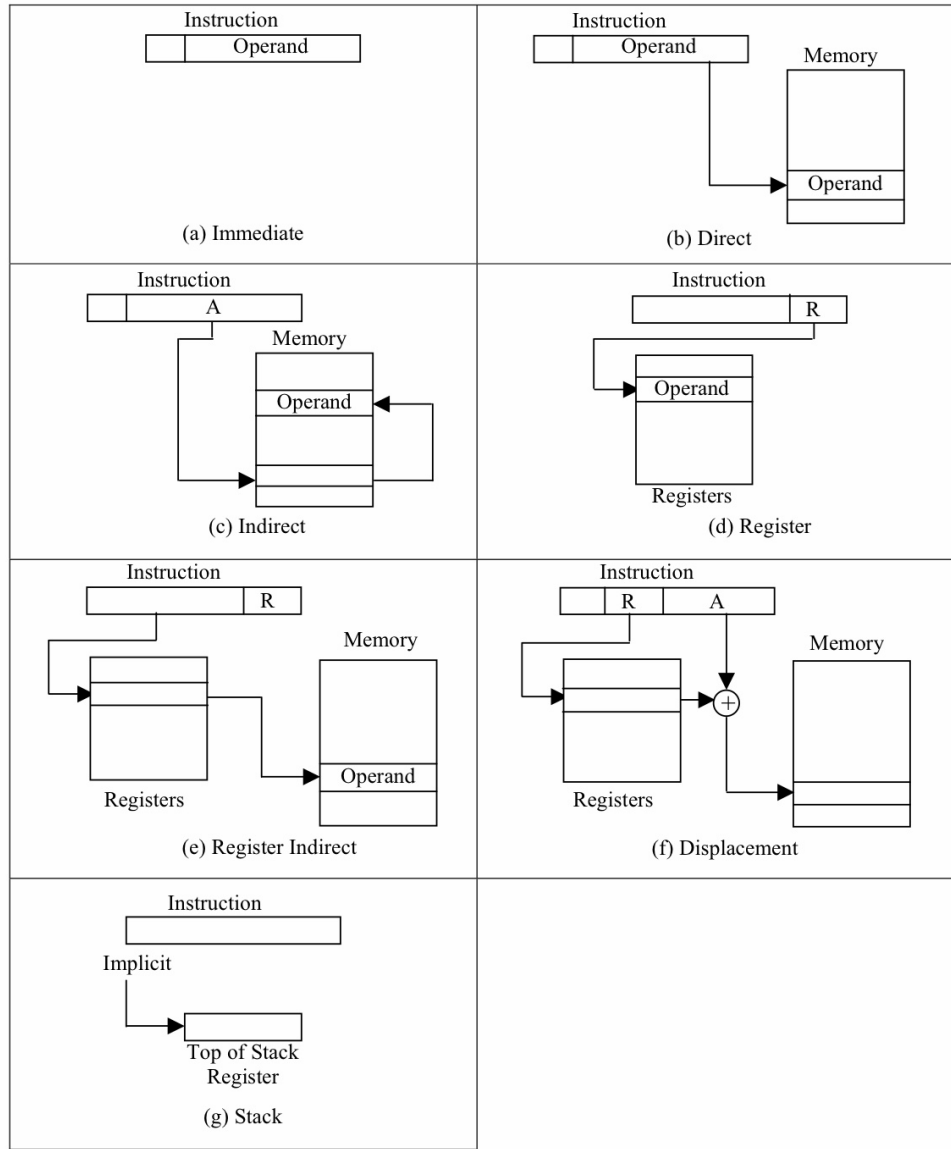 Instruction
Operand
(a) Immediate
Instruction
Operand
Memory
Operand
(b) Direct
Instruction
A
Memory
Operand
(c) Indirect
Instruction
R
Operand
Registers
(d) Register
Instruction
R
Memory
Operand
Registers
(e) Register Indirect
Instruction
R A
Memory
+
Registers
(f) Displacement
Instruction
Implicit
Top of Stack
Register
(g) Stack